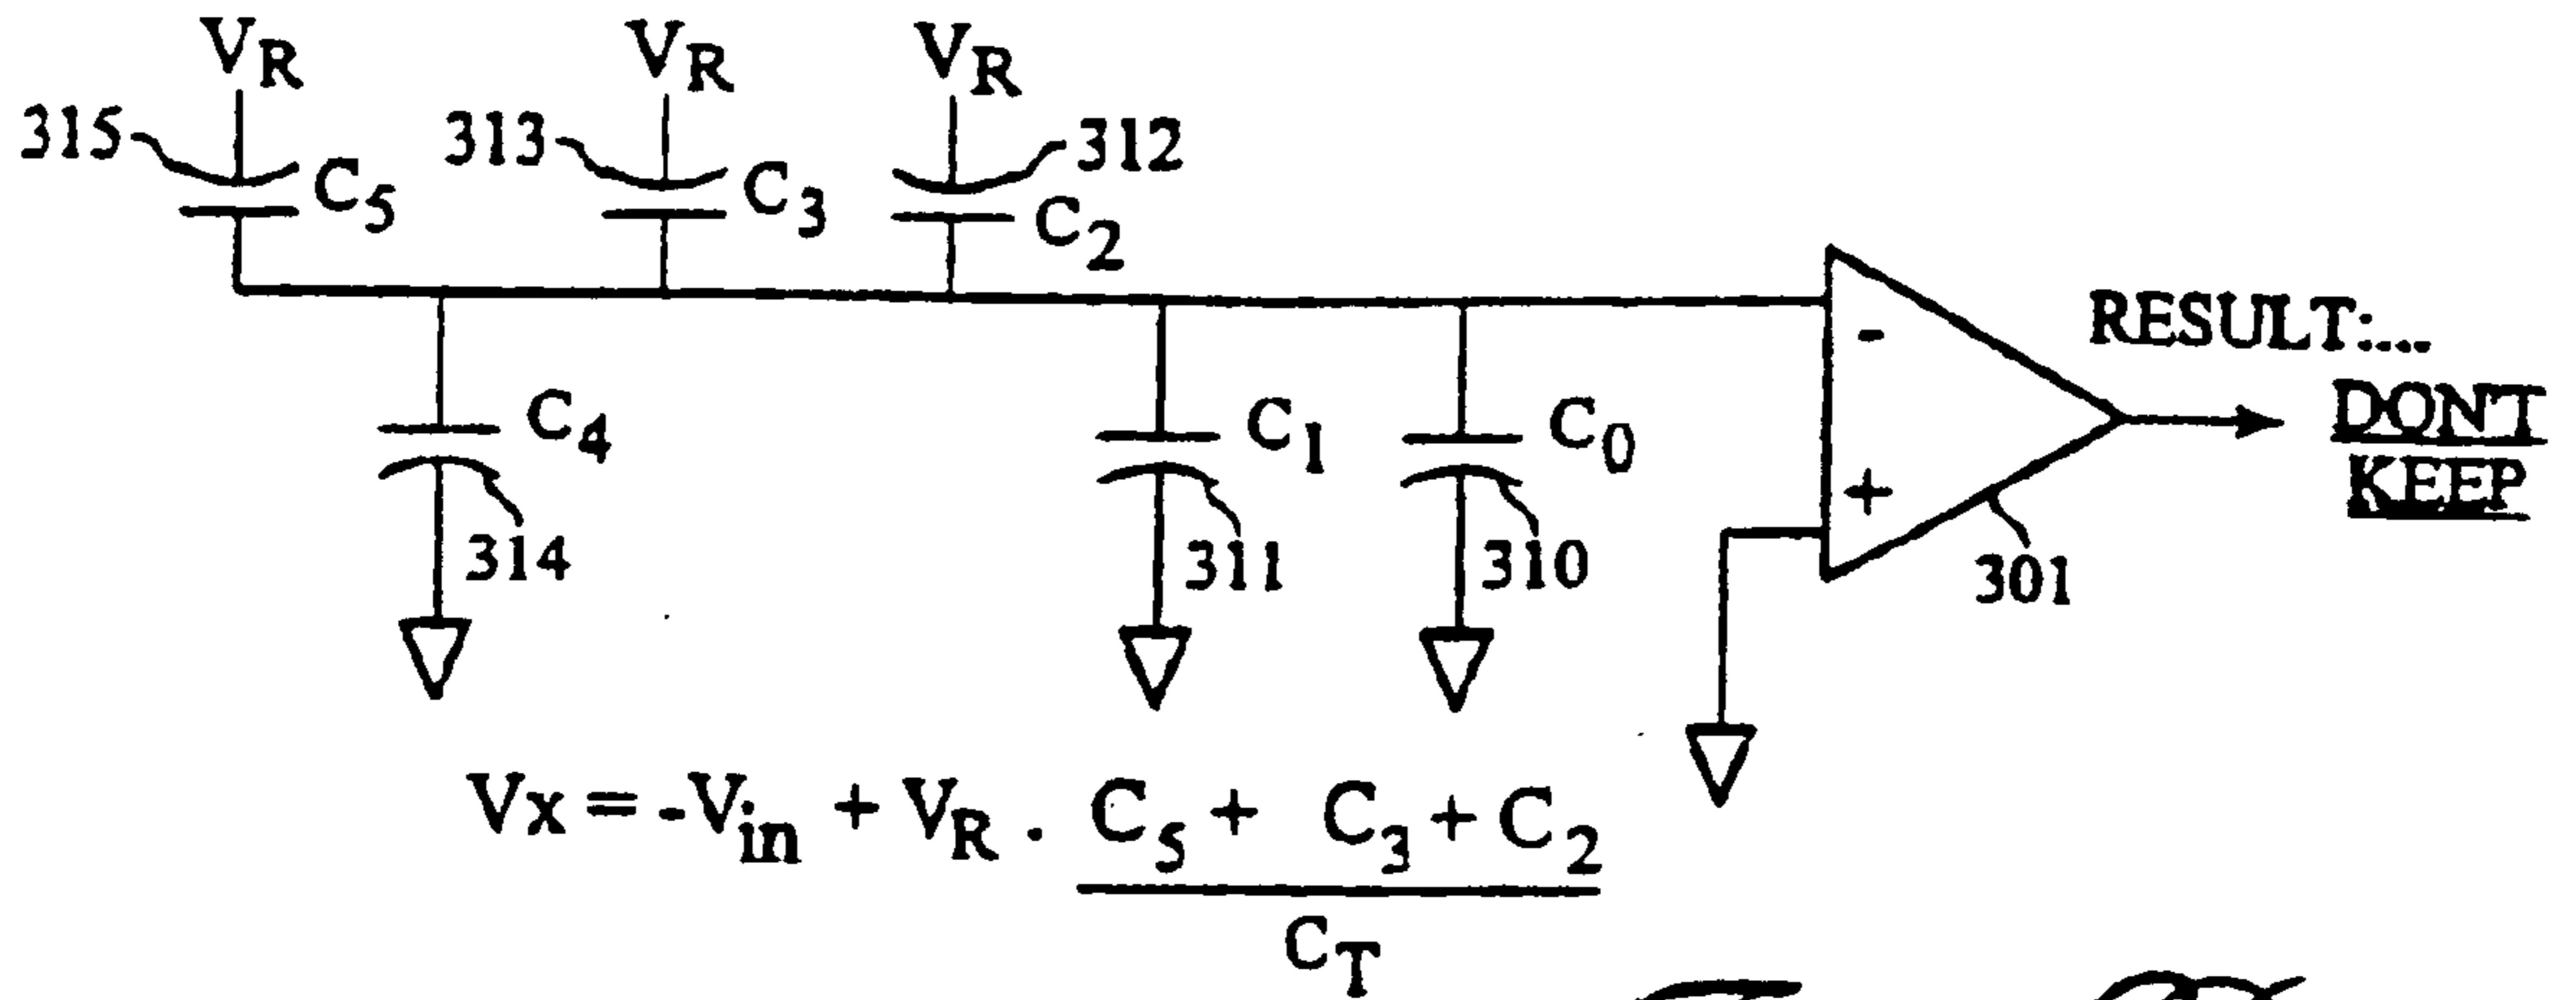 VR VR VR
315 C5 313 C3 312 C2
RESULT:...
DON'T
KEEP
- +
C4 C1 C0
314 311 310 301
Vx = -Vin + VR . C5 + C3 + C2
CT